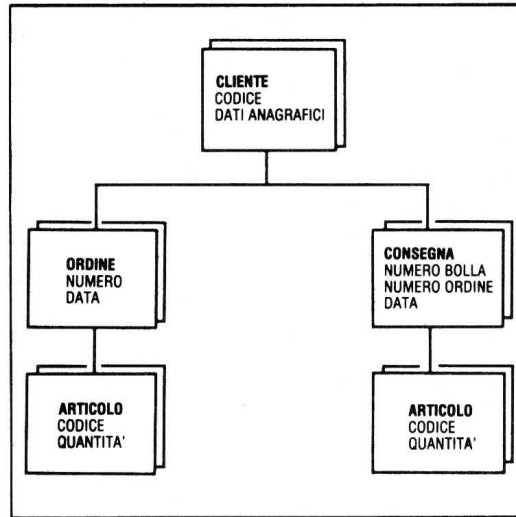 CLIENTE
CODICE
DATI ANAGRAFICI
ORDINE
NUMERO
DATA
CONSEGNA
NUMERO BOLLA
NUMERO ORDINE
DATA
ARTICOLO
CODICE
QUANTITA'
ARTICOLO
CODICE
QUANTITA'